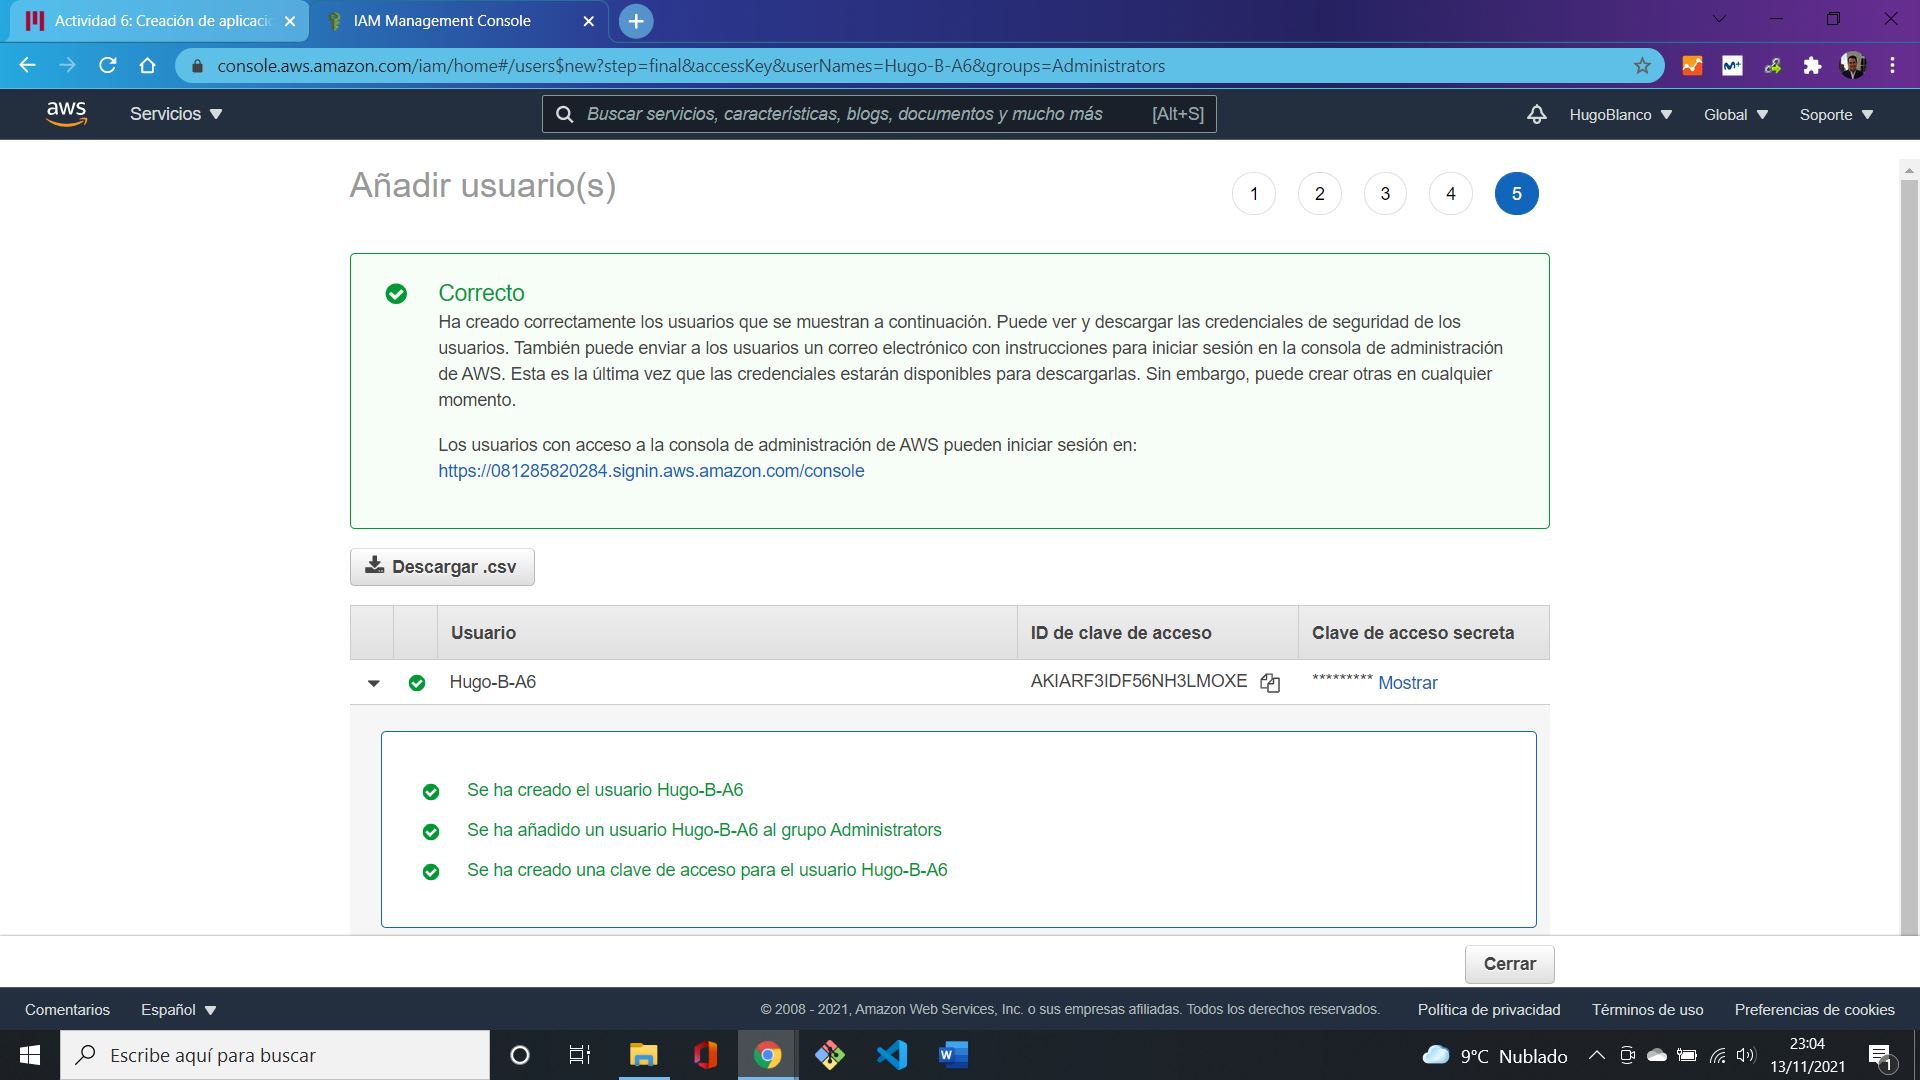 Actividad 6: Creación de aplicació
IAM Management Console
console.aws.amazon.com/iam/home#/users$new?step=final&accessKey&userNames=Hugo-B-A6&groups=Administrators
aws
Servicios
Buscar servicios, características, blogs, documentos y mucho más
[Alt+S]
HugoBlanco
Global
Soporte
Añadir usuario(s)
1
2
3
4
5
Correcto
Ha creado correctamente los usuarios que se muestran a continuación. Puede ver y descargar las credenciales de seguridad de los
usuarios. También puede enviar a los usuarios un correo electrónico con instrucciones para iniciar sesión en la consola de administración
de AWS. Esta es la última vez que las credenciales estarán disponibles para descargarlas. Sin embargo, puede crear otras en cualquier
momento.
Los usuarios con acceso a la consola de administración de AWS pueden iniciar sesión en:
https://081285820284.signin.aws.amazon.com/console
Descargar .csv
Usuario
ID de clave de acceso
Clave de acceso secreta
Hugo-B-A6
AKIARF3IDF56NH3LMOXE
********* Mostrar
Se ha creado el usuario Hugo-B-A6
Se ha añadido un usuario Hugo-B-A6 al grupo Administrators
Se ha creado una clave de acceso para el usuario Hugo-B-A6
Cerrar
Comentarios
Español
© 2008 - 2021, Amazon Web Services, Inc. o sus empresas afiliadas. Todos los derechos reservados.
Política de privacidad
Términos de uso
Preferencias de cookies
Escribe aquí para buscar
9°C Nublado
23:04
13/11/2021
1